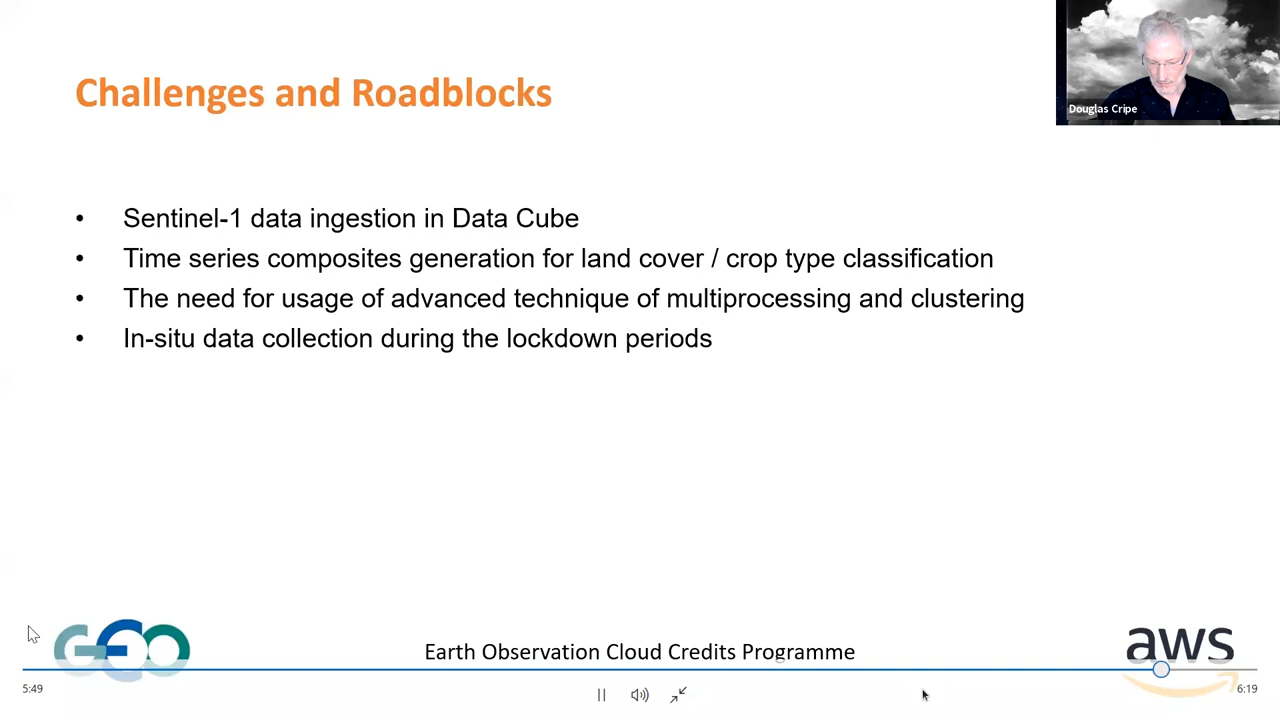 Challenges and Roadblocks
Douglas Cripe
• Sentinel-1 data ingestion in Data Cube
• Time series composites generation for land cover / crop type classification
• The need for usage of advanced technique of multiprocessing and clustering
• In-situ data collection during the lockdown periods
GEO
Earth Observation Cloud Credits Programme
aws
5:49
6:19